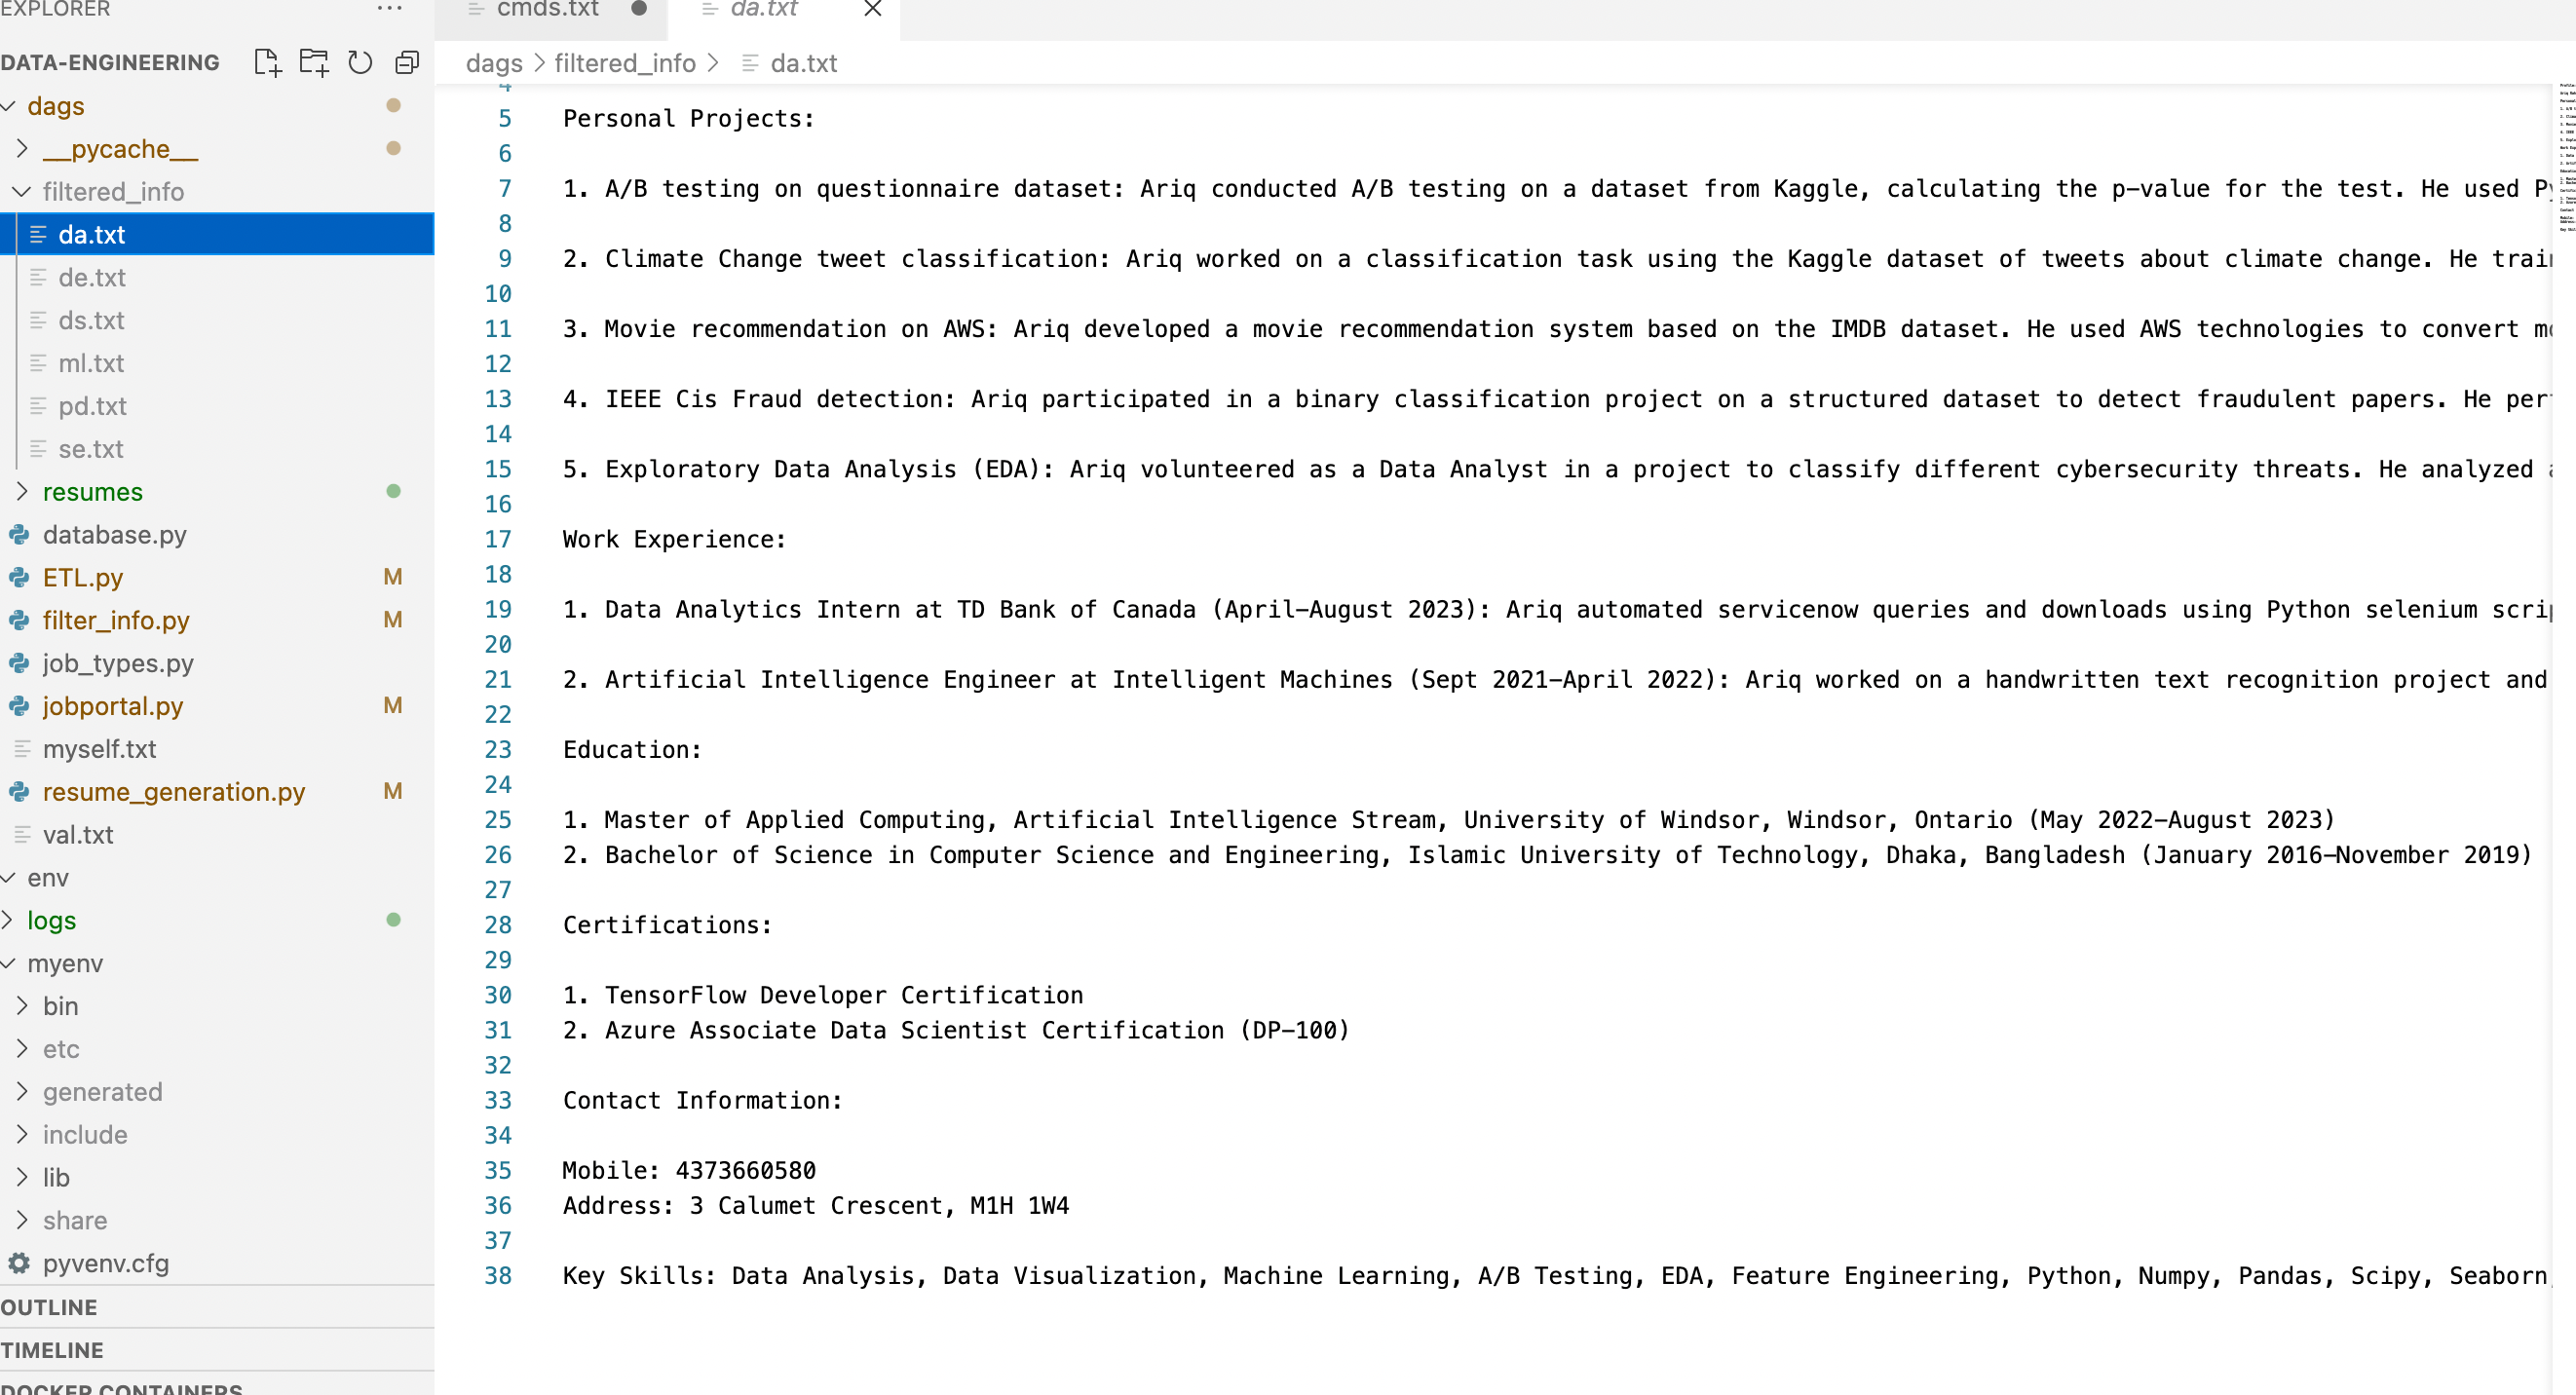 EXPLORER
DATA-ENGINEERING
dags
__pycache__
filtered_info
da.txt
de.txt
ds.txt
ml.txt
pd.txt
se.txt
resumes
database.py
ETL.py M
filter_info.py M
job_types.py
jobportal.py M
myself.txt
resume_generation.py M
val.txt
env
logs
myenv
bin
etc
generated
include
lib
share
pyvenv.cfg
OUTLINE
TIMELINE
DOCKER CONTAINERS
cmds.txt da.txt
dags > filtered_info > da.txt
4
5 Personal Projects:
6
7 1. A/B testing on questionnaire dataset: Ariq conducted A/B testing on a dataset from Kaggle, calculating the p-value for the test. He used
8
9 2. Climate Change tweet classification: Ariq worked on a classification task using the Kaggle dataset of tweets about climate change. He
10
11 3. Movie recommendation on AWS: Ariq developed a movie recommendation system based on the IMDB dataset. He used AWS technologies to convert
12
13 4. IEEE Cis Fraud detection: Ariq participated in a binary classification project on a structured dataset to detect fraudulent papers. He
14
15 5. Exploratory Data Analysis (EDA): Ariq volunteered as a Data Analyst in a project to classify different cybersecurity threats. He analyzed
16
17 Work Experience:
18
19 1. Data Analytics Intern at TD Bank of Canada (April-August 2023): Ariq automated servicenow queries and downloads using Python selenium
20
21 2. Artificial Intelligence Engineer at Intelligent Machines (Sept 2021-April 2022): Ariq worked on a handwritten text recognition project and
22
23 Education:
24
25 1. Master of Applied Computing, Artificial Intelligence Stream, University of Windsor, Windsor, Ontario (May 2022-August 2023)
26 2. Bachelor of Science in Computer Science and Engineering, Islamic University of Technology, Dhaka, Bangladesh (January 2016-November 2019)
27
28 Certifications:
29
30 1. TensorFlow Developer Certification
31 2. Azure Associate Data Scientist Certification (DP-100)
32
33 Contact Information:
34
35 Mobile: 4373660580
36 Address: 3 Calumet Crescent, M1H 1W4
37
38 Key Skills: Data Analysis, Data Visualization, Machine Learning, A/B Testing, EDA, Feature Engineering, Python, Numpy, Pandas, Scipy, Seaborn,